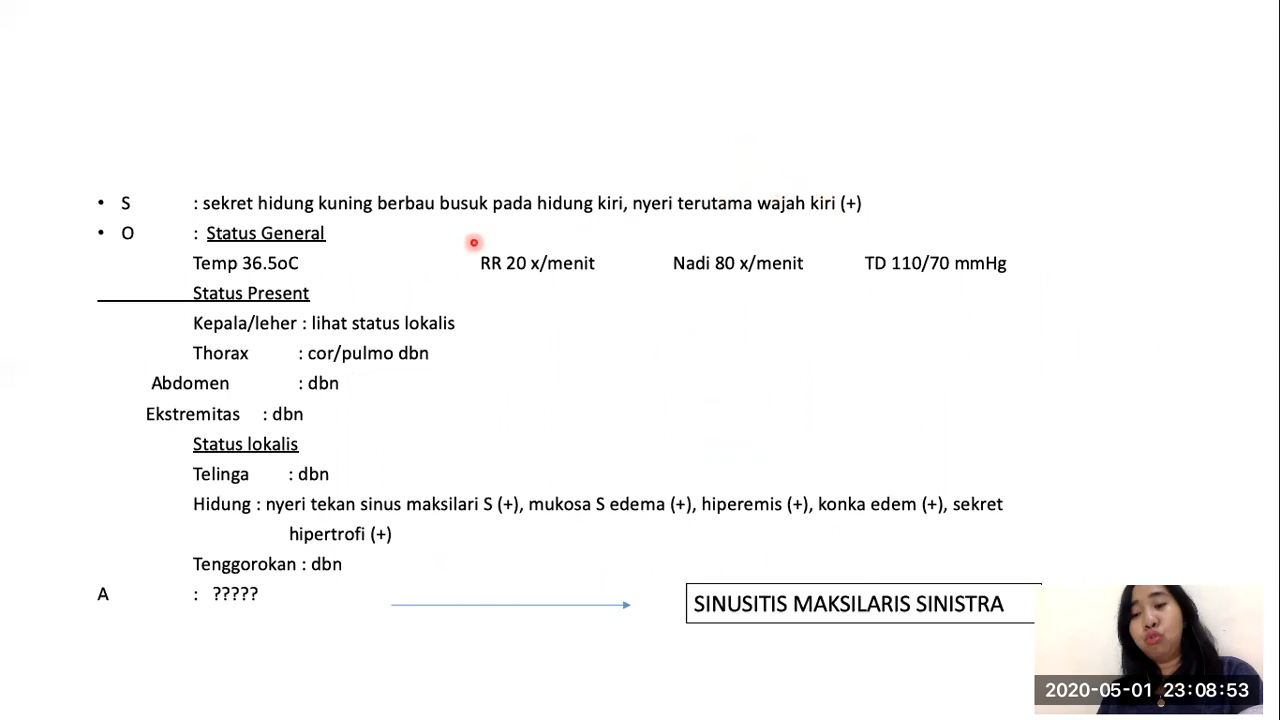 • S : sekret hidung kuning berbau busuk pada hidung kiri, nyeri terutama wajah kiri (+)
• O : Status General
Temp 36.5oC RR 20 x/menit Nadi 80 x/menit TD 110/70 mmHg
Status Present
Kepala/leher : lihat status lokalis
Thorax : cor/pulmo dbn
Abdomen : dbn
Ekstremitas : dbn
Status lokalis
Telinga : dbn
Hidung : nyeri tekan sinus maksilari S (+), mukosa S edema (+), hiperemis (+), konka edem (+), sekret
hipertrofi (+)
Tenggorokan : dbn
A : ?????
SINUSITIS MAKSILARIS SINISTRA
2020-05-01 23:08:53